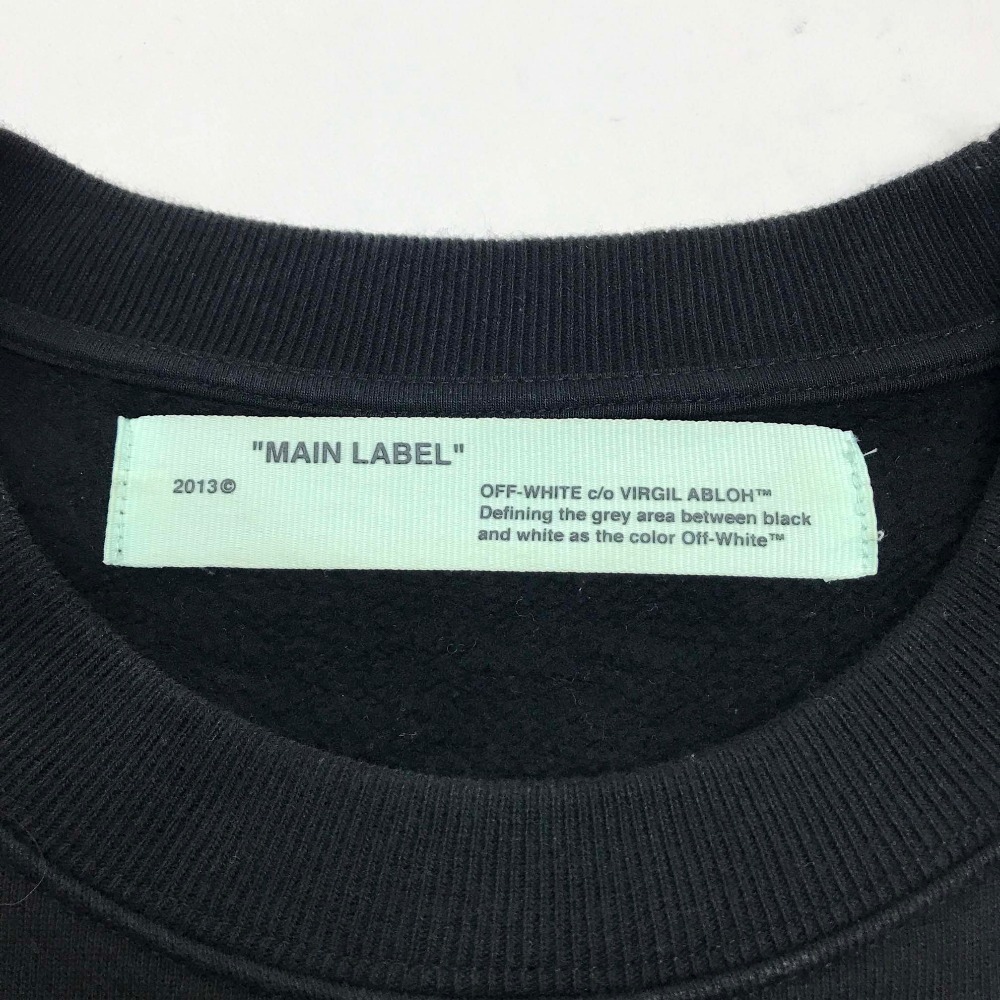 "MAIN LABEL"
2013©
OFF-WHITE c/o VIRGIL ABLOH™
Defining the grey area between black
and white as the color Off-White™